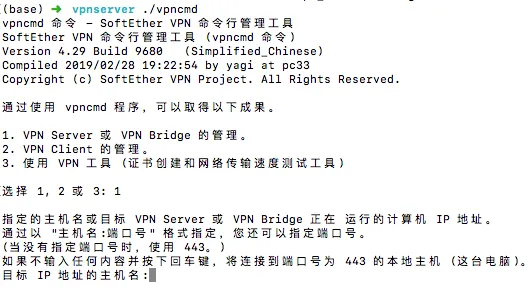 (base) ➜ vpnserver ./vpncmd
vpncmd 命令 – SoftEther VPN 命令行管理工具
SoftEther VPN 命令行管理工具 (vpncmd 命令)
Version 4.29 Build 9680 (Simplified_Chinese)
Compiled 2019/02/28 19:22:54 by yagi at pc33
Copyright (c) SoftEther VPN Project. All Rights Reserved.
通过使用 vpncmd 程序, 可以取得以下成果。
1. VPN Server 或 VPN Bridge 的管理。
2. VPN Client 的管理。
3. 使用 VPN 工具 (证书创建和网络传输速度测试工具)
选择 1, 2 或 3: 1
指定的主机名或目标 VPN Server 或 VPN Bridge 正在 运行的计算机 IP 地址。
通过以 "主机名:端口号" 格式指定, 您还可以指定端口号。
(当没有指定端口号时, 使用 443。)
如果不输入任何内容并按下回车键, 将连接到端口号为 443 的本地主机 (这台电脑)。
目标 IP 地址的主机名: